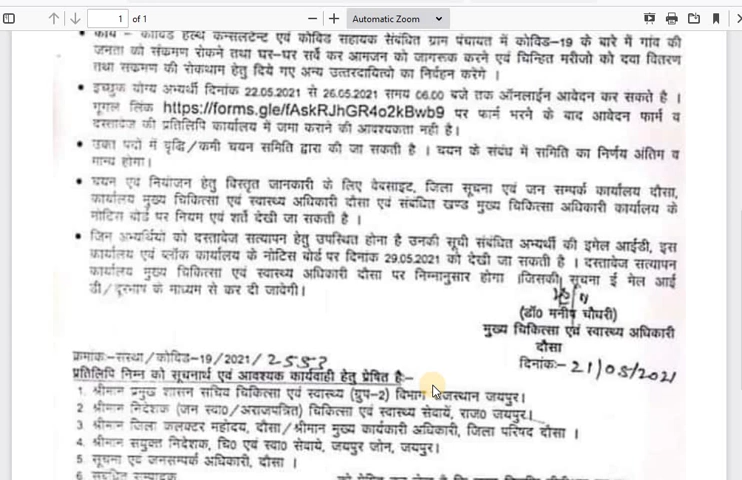 1 of 1
Automatic Zoom
• कार्य – कोविड हेल्थ कन्सलटेन्ट एवं कोविड सहायक संबंधित ग्राम पंचायत में कोविड-19 के बारे में गांव की
जनता को संकमण रोकने तथा घर-घर सर्वे कर आमजन को जागरूक करने एवं चिन्हित मरीजो को दवा वितरण
तथा संकमण की रोकथाम हेतु दिये गए अन्य उत्तरदायित्वो का निर्वहन करेगे ।
• इच्छुक योग्य अभ्यर्थी दिनांक 22.05.2021 से 26.05.2021 समय 06.00 बजे तक ऑनलाईन आवेदन कर सकते है ।
गूगल लिंक https://forms.gle/fAskRJhGR4o2kBwb9 पर फार्म भरने के बाद आवेदन फार्म व
दस्तावेज की प्रतिलिपि कार्यालय में जमा कराने की आवश्यकता नही है।
• उक्त पदों में वृद्धि/कमी चयन समिति द्वारा की जा सकती है । चयन के संबंध में समिति का निर्णय अंतिम व
मान्य होगा।
• चयन एवं नियोजन हेतु विस्तृत जानकारी के लिए वेबसाइट, जिला सूचना एवं जन सम्पर्क कार्यालय दौसा,
कार्यालय मुख्य चिकित्सा एवं स्वास्थ्य अधिकारी दौसा एवं संबंधित खण्ड मुख्य चिकित्सा अधिकारी कार्यालय के
नोटिस बोर्ड पर नियम एवं शर्ते देखी जा सकती है ।
• जिन अभ्यर्थियों को दस्तावेज सत्यापन हेतु उपस्थित होना है उनकी सूची संबंधित अभ्यर्थी की इमेल आईडी, इस
कार्यालय एवं ब्लॉक कार्यालय के नोटिस बोर्ड पर दिनांक 29.05.2021 को देखी जा सकती है । दस्तावेज सत्यापन
कार्यालय मुख्य चिकित्सा एवं स्वास्थ्य अधिकारी दौसा पर निम्नानुसार होगा ।जिसकी सूचना ई मेल आई
डी/दूरभाष के माध्यम से कर दी जावेगी।
(डॉ0 मनीष चौधरी)
मुख्य चिकित्सा एवं स्वास्थ्य अधिकारी
दौसा
क्रमांकः-संस्था/कोविद-19/2021/2553
दिनांकः-21/05/2021
प्रतिलिपि निम्न को सूचनार्थ एवं आवश्यक कार्यवाही हेतु प्रेषित हैः-
1. श्रीमान प्रमुख शासन सचिव चिकित्सा एवं स्वास्थ्य (ग्रुप-2) विभाग राजस्थान जयपुर।
2 श्रीमान निदेशक (जन स्वा0/अराजपत्रित) चिकित्सा एवं स्वास्थ्य सेवायें, राज0 जयपुर।
3 श्रीमान जिला कलक्टर महोदय, दौसा/श्रीमान मुख्य कार्यकारी अधिकारी, जिला परिषद दौसा ।
4. श्रीमान सयुक्त निदेशक, चि0 एवं स्वा0 सेवाये, जयपुर जोन, जयपुर।
5. सूचना एवं जनसम्पर्क अधिकारी, दौसा ।
6